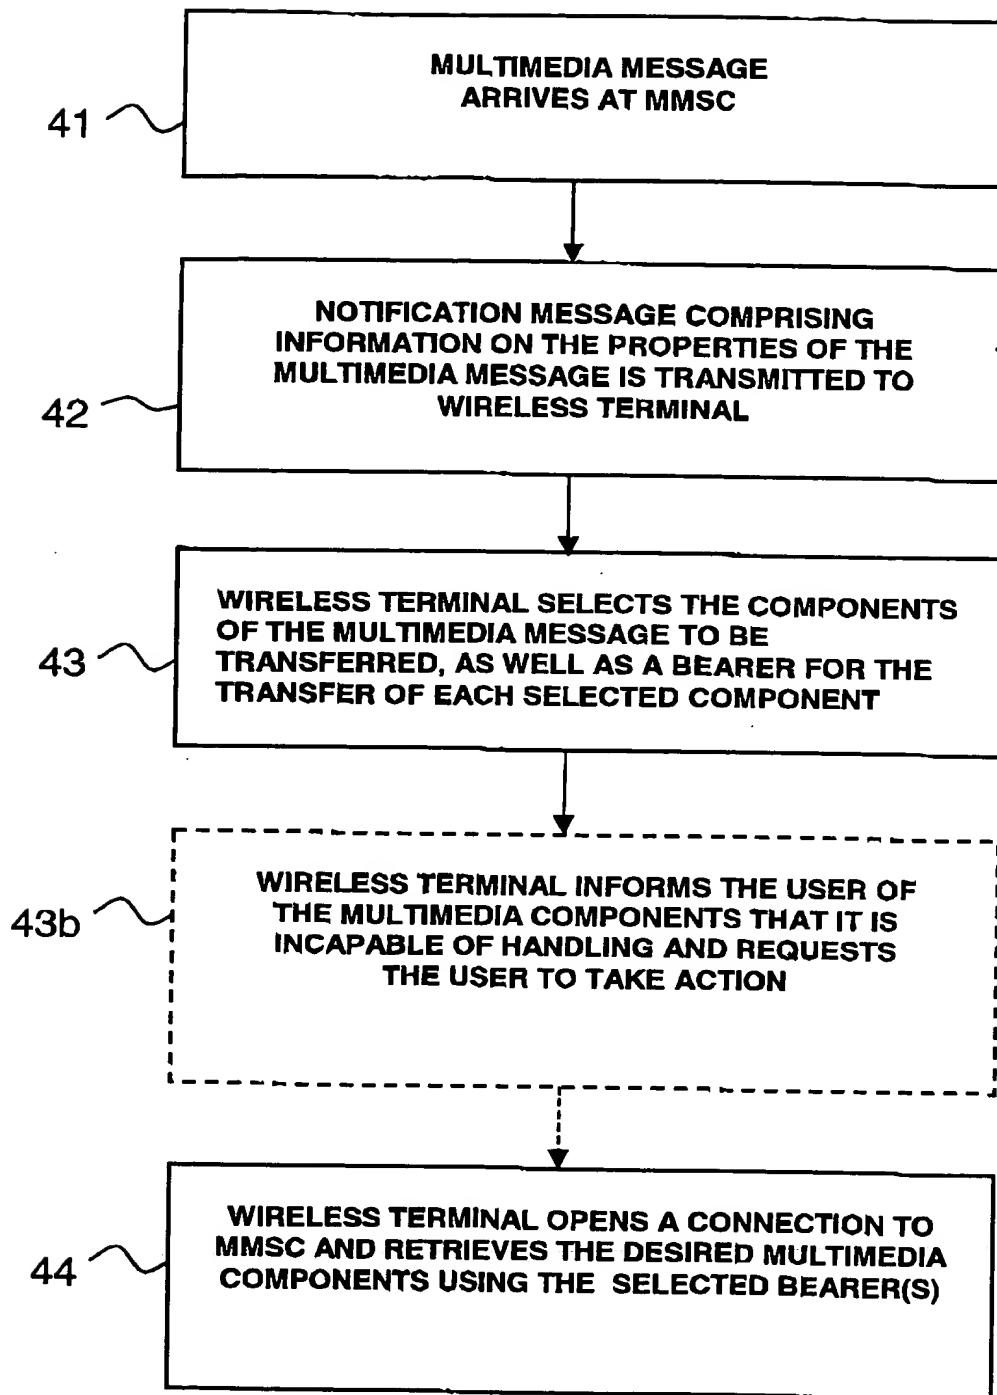 MULTIMEDIA MESSAGE
ARRIVES AT MMSC
41
NOTIFICATION MESSAGE COMPRISING
INFORMATION ON THE PROPERTIES OF THE
MULTIMEDIA MESSAGE IS TRANSMITTED TO
WIRELESS TERMINAL
42
WIRELESS TERMINAL SELECTS THE COMPONENTS
OF THE MULTIMEDIA MESSAGE TO BE
TRANSFERRED, AS WELL AS A BEARER FOR THE
TRANSFER OF EACH SELECTED COMPONENT
43
WIRELESS TERMINAL INFORMS THE USER OF
THE MULTIMEDIA COMPONENTS THAT IT IS
INCAPABLE OF HANDLING AND REQUESTS
THE USER TO TAKE ACTION
43b
WIRELESS TERMINAL OPENS A CONNECTION TO
MMSC AND RETRIEVES THE DESIRED MULTIMEDIA
COMPONENTS USING THE SELECTED BEARER(S)
44